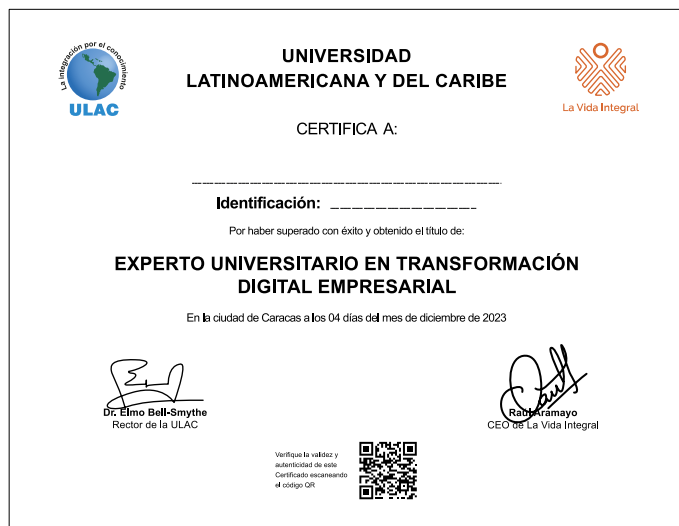 La integración por el conocimiento
ULAC
UNIVERSIDAD
LATINOAMERICANA Y DEL CARIBE
La Vida Integral
CERTIFICA A:
Identificación:
Por haber superado con éxito y obtenido el título de:
EXPERTO UNIVERSITARIO EN TRANSFORMACIÓN
DIGITAL EMPRESARIAL
En la ciudad de Caracas a los 04 días del mes de diciembre de 2023
Dr. Elmo Bell-Smythe
Rector de la ULAC
Raúl Aramayo
CEO de La Vida Integral
Verifique la validez y
autenticidad de este
Certificado escaneando
el código QR